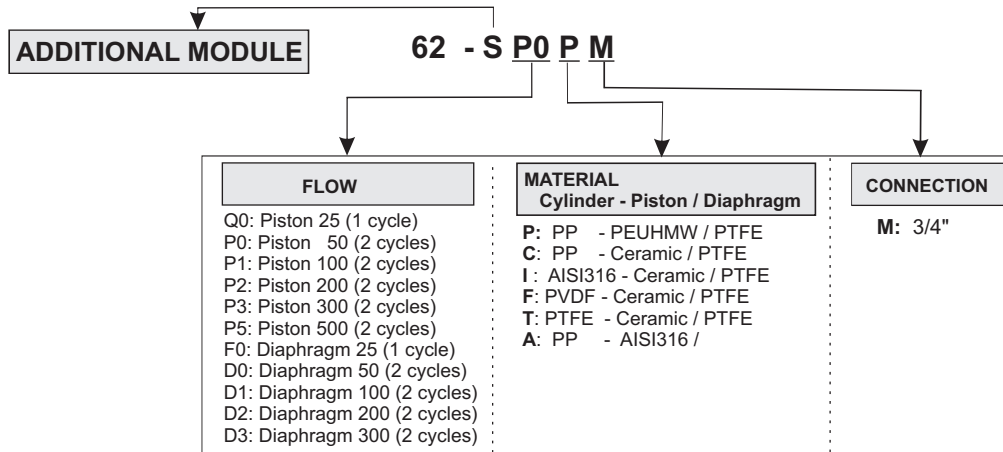 62 - S P0 P M
ADDITIONAL MODULE
FLOW
Q0: Piston 25 (1 cycle)
P0: Piston 50 (2 cycles)
P1: Piston 100 (2 cycles)
P2: Piston 200 (2 cycles)
P3: Piston 300 (2 cycles)
P5: Piston 500 (2 cycles)
F0: Diaphragm 25 (1 cycle)
D0: Diaphragm 50 (2 cycles)
D1: Diaphragm 100 (2 cycles)
D2: Diaphragm 200 (2 cycles)
D3: Diaphragm 300 (2 cycles)
MATERIAL
Cylinder - Piston / Diaphragm
P: PP - PEUHMW / PTFE
C: PP - Ceramic / PTFE
I : AISI316 - Ceramic / PTFE
F: PVDF - Ceramic / PTFE
T: PTFE - Ceramic / PTFE
A: PP - AISI316 /
CONNECTION
M: 3/4"